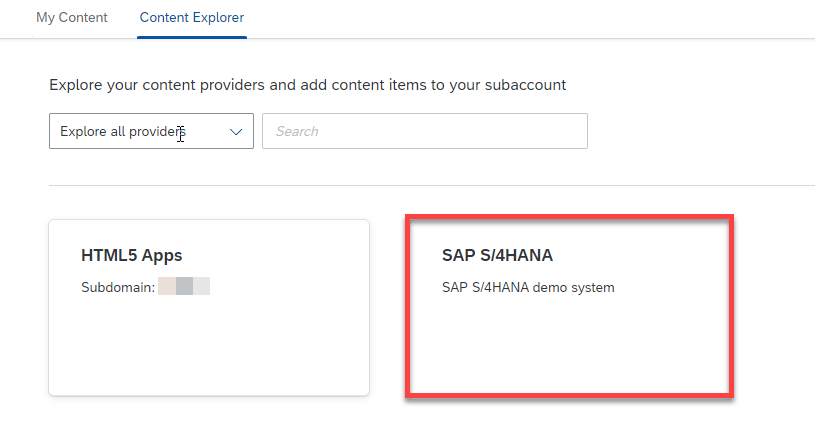 My Content
Content Explorer
Explore your content providers and add content items to your subaccount
Explore all providers
Search
HTML5 Apps
Subdomain:
SAP S/4HANA
SAP S/4HANA demo system